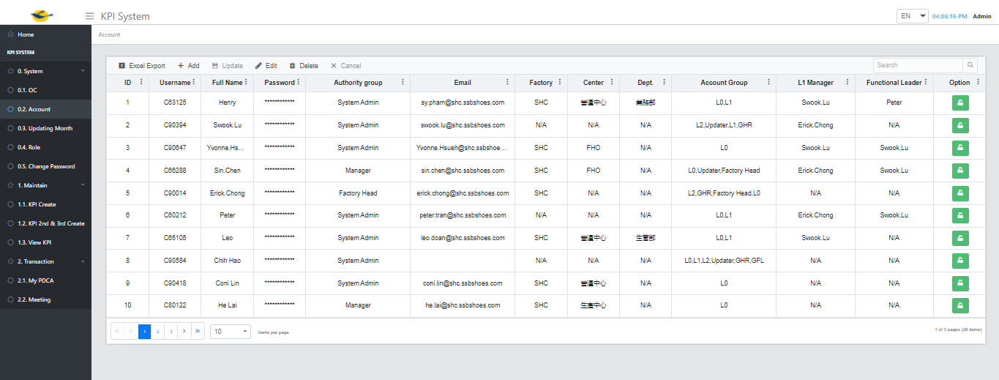 KPI System
EN 04:06:16 PM Admin
Home
KPI SYSTEM
0. System
0.1. OC
0.2. Account
0.3. Updating Month
0.4. Role
0.5. Change Password
1. Maintain
1.1. KPI Create
1.2. KPI 2nd & 3rd Create
1.3. View KPI
2. Transaction
2.1. My PDCA
2.2. Meeting
Account
Excel Export Add Update Edit Delete Cancel Search
ID Username Full Name Password Authority group Email Factory Center Dept. Account Group L1 Manager Functional Leader Option
1 C63125 Henry ************ System Admin sy.pham@shc.ssbshoes.com SHC 營運中心 業務部 L0,L1 Swook.Lu Peter
2 C90394 Swook.Lu ************ System Admin swook.lu@shc.ssbshoes.com N/A N/A N/A L2,Updater,L1,GHR Erick.Chong N/A
3 C90647 Yvonne.Hs... ************ System Admin Yvonne.Hsueh@shc.ssbshoe... SHC FHO N/A L0 Swook.Lu Swook.Lu
4 C66288 Sin.Chen ************ Manager sin.chen@shc.ssbshoes.com SHC FHO N/A L0,Updater,Factory Head Erick.Chong Swook.Lu
5 C90014 Erick.Chong ************ Factory Head erick.chong@shc.ssbshoes.com SHC N/A N/A L2,GHR,Factory Head,L0 N/A N/A
6 C60212 Peter ************ System Admin peter.tran@shc.ssbshoes.com N/A N/A N/A L0,L1 Erick.Chong Swook.Lu
7 C65105 Leo ************ System Admin leo.doan@shc.ssbshoes.com SHC 營運中心 生管部 L0,L1 Swook.Lu N/A
8 C90584 Chih Hao ************ System Admin N/A N/A N/A L0,L1,L2,Updater,GHR,GFL N/A N/A
9 C90418 Coni Lin ************ System Admin coni.lin@shc.ssbshoes.com SHC 營運中心 N/A L0 N/A N/A
10 C80122 He Lai ************ Manager he.lai@shc.ssbshoes.com SHC 生產中心 N/A L0 N/A N/A
1 2 3 10 Items per page 1 of 3 pages (26 items)